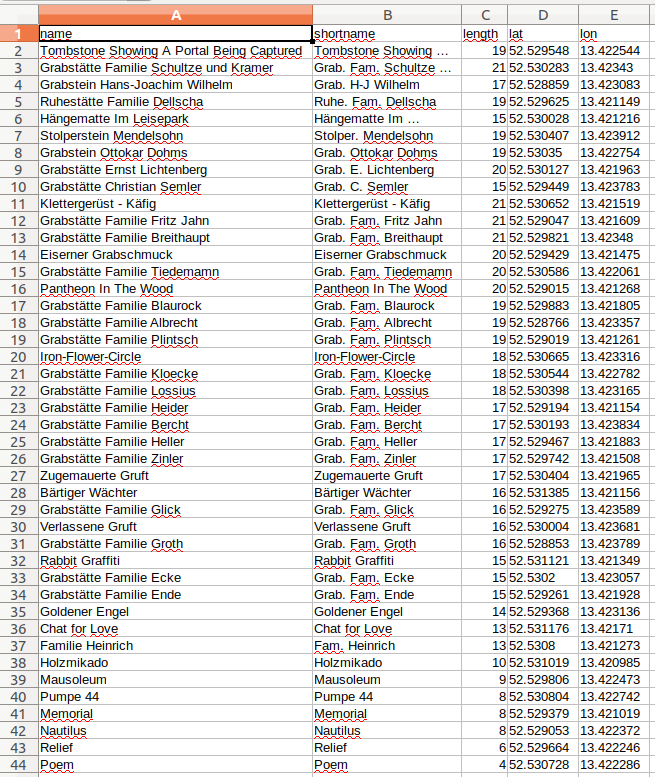 A B C D E
1 name shortname length lat lon
2 Tombstone Showing A Portal Being Captured Tombstone Showing … 19 52.529548 13.422544
3 Grabstätte Familie Schultze und Kramer Grab. Fam. Schultze … 21 52.530283 13.42343
4 Grabstein Hans-Joachim Wilhelm Grab. H-J Wilhelm 17 52.528859 13.423083
5 Ruhestätte Familie Dellscha Ruhe. Fam. Dellscha 19 52.529625 13.421149
6 Hängematte Im Leisepark Hängematte Im … 15 52.530028 13.421216
7 Stolperstein Mendelsohn Stolper. Mendelsohn 19 52.530407 13.423912
8 Grabstein Ottokar Dohms Grab. Ottokar Dohms 19 52.53035 13.422754
9 Grabstätte Ernst Lichtenberg Grab. E. Lichtenberg 20 52.530127 13.421963
10 Grabstätte Christian Semler Grab. C. Semler 15 52.529449 13.423783
11 Klettergerüst - Käfig Klettergerüst - Käfig 21 52.530652 13.421519
12 Grabstätte Familie Fritz Jahn Grab. Fam. Fritz Jahn 21 52.529047 13.421609
13 Grabstätte Familie Breithaupt Grab. Fam. Breithaupt 21 52.529821 13.42348
14 Eiserner Grabschmuck Eiserner Grabschmuck 20 52.529429 13.421475
15 Grabstätte Familie Tiedemamn Grab. Fam. Tiedemamn 20 52.530586 13.422061
16 Pantheon In The Wood Pantheon In The Wood 20 52.529015 13.421268
17 Grabstätte Familie Blaurock Grab. Fam. Blaurock 19 52.529883 13.421805
18 Grabstätte Familie Albrecht Grab. Fam. Albrecht 19 52.528766 13.423357
19 Grabstätte Familie Plintsch Grab. Fam. Plintsch 19 52.529019 13.421261
20 Iron-Flower-Circle Iron-Flower-Circle 18 52.530665 13.423316
21 Grabstätte Familie Kloecke Grab. Fam. Kloecke 18 52.530544 13.422782
22 Grabstätte Familie Lossius Grab. Fam. Lossius 18 52.530398 13.423165
23 Grabstätte Familie Heider Grab. Fam. Heider 17 52.529194 13.421154
24 Grabstätte Familie Bercht Grab. Fam. Bercht 17 52.530193 13.423834
25 Grabstätte Familie Heller Grab. Fam. Heller 17 52.529467 13.421883
26 Grabstätte Familie Zinler Grab. Fam. Zinler 17 52.529742 13.421508
27 Zugemauerte Gruft Zugemauerte Gruft 17 52.530404 13.421965
28 Bärtiger Wächter Bärtiger Wächter 16 52.531385 13.421156
29 Grabstätte Familie Glick Grab. Fam. Glick 16 52.529275 13.423589
30 Verlassene Gruft Verlassene Gruft 16 52.530004 13.423681
31 Grabstätte Familie Groth Grab. Fam. Groth 16 52.528853 13.423789
32 Rabbit Graffiti Rabbit Graffiti 15 52.531121 13.421349
33 Grabstätte Familie Ecke Grab. Fam. Ecke 15 52.5302 13.423057
34 Grabstätte Familie Ende Grab. Fam. Ende 15 52.529261 13.421928
35 Goldener Engel Goldener Engel 14 52.529368 13.423136
36 Chat for Love Chat for Love 13 52.531176 13.42171
37 Familie Heinrich Fam. Heinrich 13 52.5308 13.421273
38 Holzmikado Holzmikado 10 52.531019 13.420985
39 Mausoleum Mausoleum 9 52.529806 13.422473
40 Pumpe 44 Pumpe 44 8 52.530804 13.422742
41 Memorial Memorial 8 52.529379 13.421019
42 Nautilus Nautilus 8 52.529053 13.422372
43 Relief Relief 6 52.529664 13.422246
44 Poem Poem 4 52.530728 13.422286